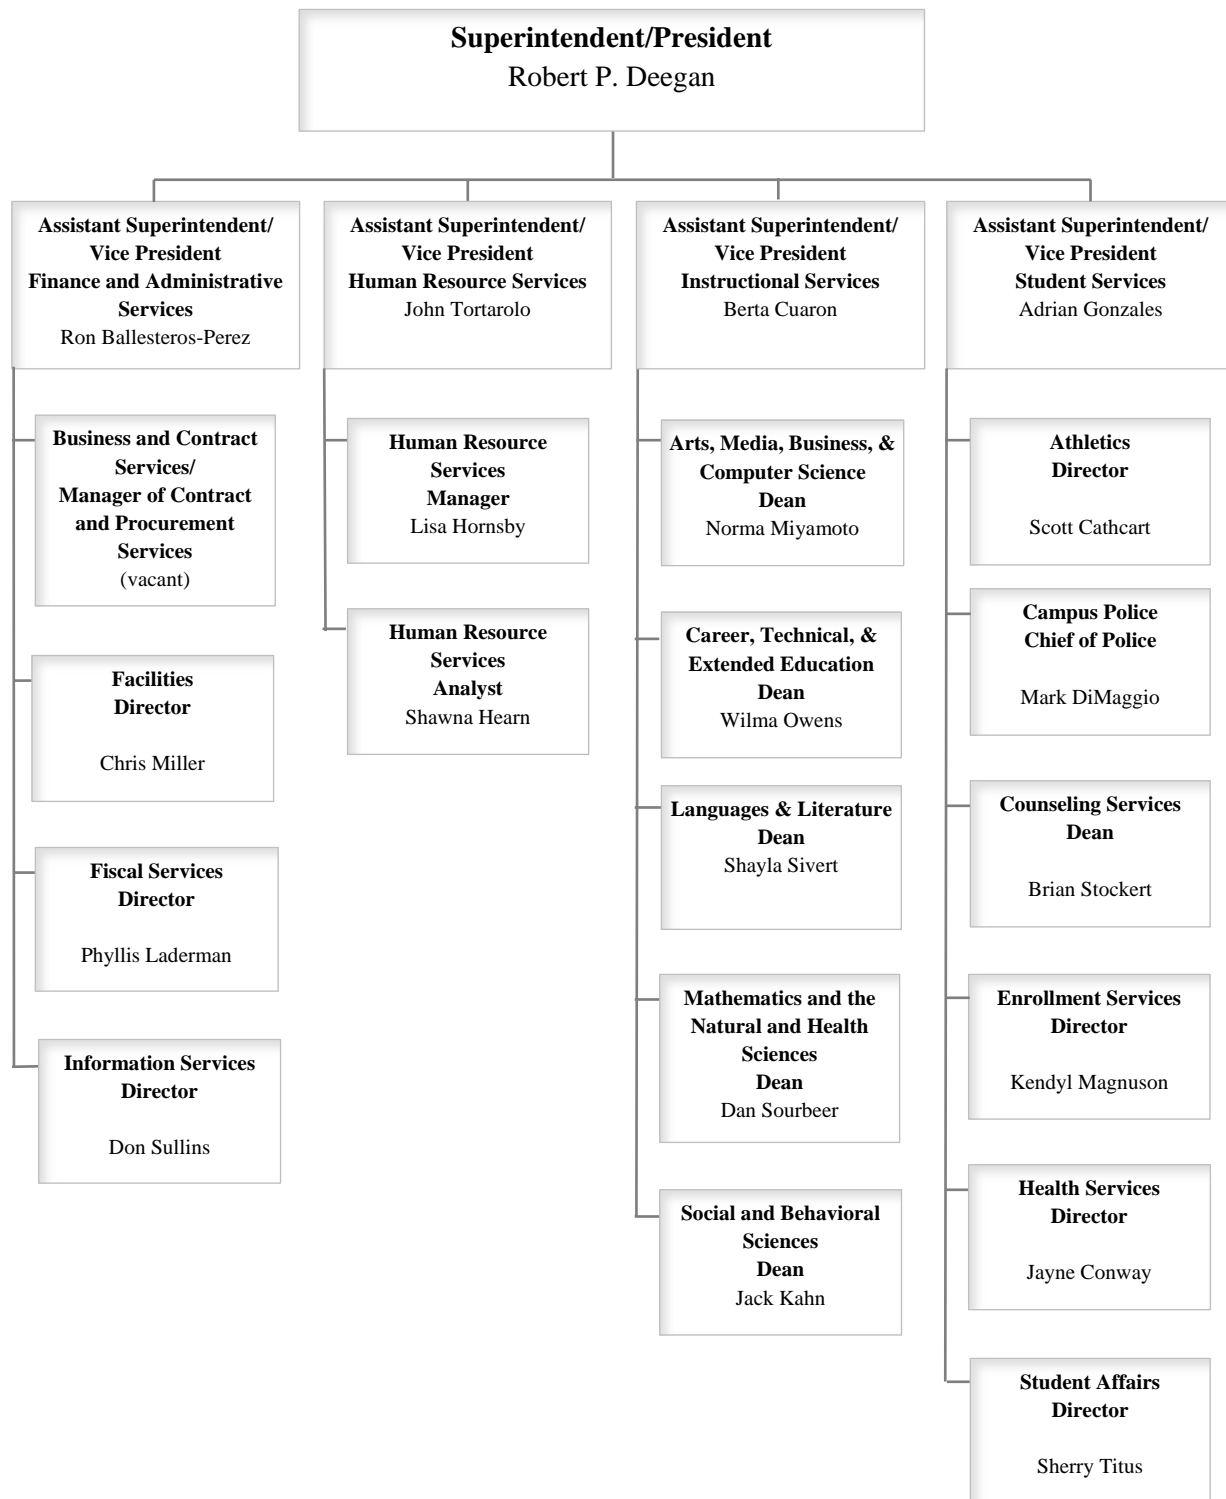 Superintendent/President
Robert P. Deegan
Assistant Superintendent/
Vice President
Finance and Administrative
Services
Ron Ballesteros-Perez
Business and Contract
Services/
Manager of Contract
and Procurement
Services
(vacant)
Facilities
Director
Chris Miller
Fiscal Services
Director
Phyllis Laderman
Information Services
Director
Don Sullins
Assistant Superintendent/
Vice President
Human Resource Services
John Tortarolo
Human Resource
Services
Manager
Lisa Hornsby
Human Resource
Services
Analyst
Shawna Hearn
Assistant Superintendent/
Vice President
Instructional Services
Berta Cuaron
Arts, Media, Business, &
Computer Science
Dean
Norma Miyamoto
Career, Technical, &
Extended Education
Dean
Wilma Owens
Languages & Literature
Dean
Shayla Sivert
Mathematics and the
Natural and Health
Sciences
Dean
Dan Sourbeer
Social and Behavioral
Sciences
Dean
Jack Kahn
Assistant Superintendent/
Vice President
Student Services
Adrian Gonzales
Athletics
Director
Scott Cathcart
Campus Police
Chief of Police
Mark DiMaggio
Counseling Services
Dean
Brian Stockert
Enrollment Services
Director
Kendyl Magnuson
Health Services
Director
Jayne Conway
Student Affairs
Director
Sherry Titus